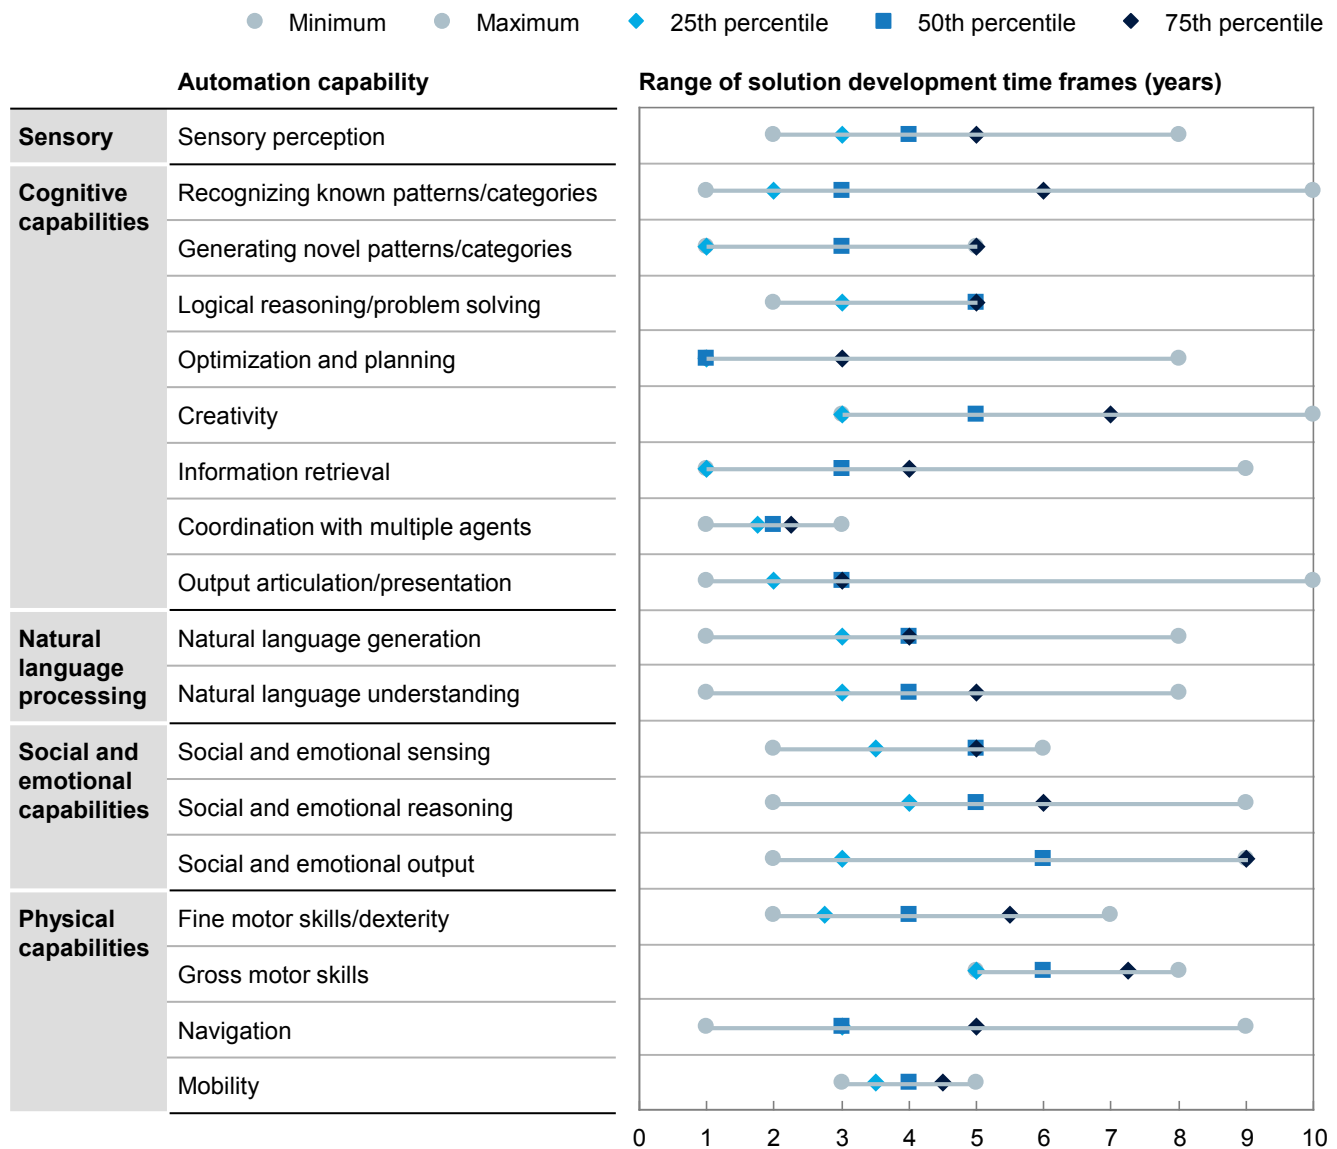 Minimum Maximum 25th percentile 50th percentile 75th percentile
Automation capability Range of solution development time frames (years)
Sensory Sensory perception
Cognitive
capabilities
Recognizing known patterns/categories
Generating novel patterns/categories
Logical reasoning/problem solving
Optimization and planning
Creativity
Information retrieval
Coordination with multiple agents
Output articulation/presentation
Natural
language
processing
Natural language generation
Natural language understanding
Social and
emotional
capabilities
Social and emotional sensing
Social and emotional reasoning
Social and emotional output
Physical
capabilities
Fine motor skills/dexterity
Gross motor skills
Navigation
Mobility
0 1 2 3 4 5 6 7 8 9 10